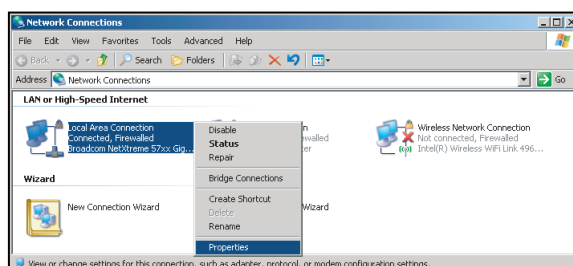 Network Connections
File Edit View Favorites Tools Advanced Help
Back Search Folders
Address Network Connections Go
LAN or High-Speed Internet
Local Area Connection
Connected, Firewalled
Broadcom NetXtreme 57xx Gig...
Disable
Status
Repair
Bridge Connections
Create Shortcut
Delete
Rename
Properties
Wireless Network Connection
Not connected, Firewalled
Intel(R) Wireless WiFi Link 496...
Wizard
New Connection Wizard
Wizard
View or change settings for this connection, such as adapter, protocol, or modem configuration settings.